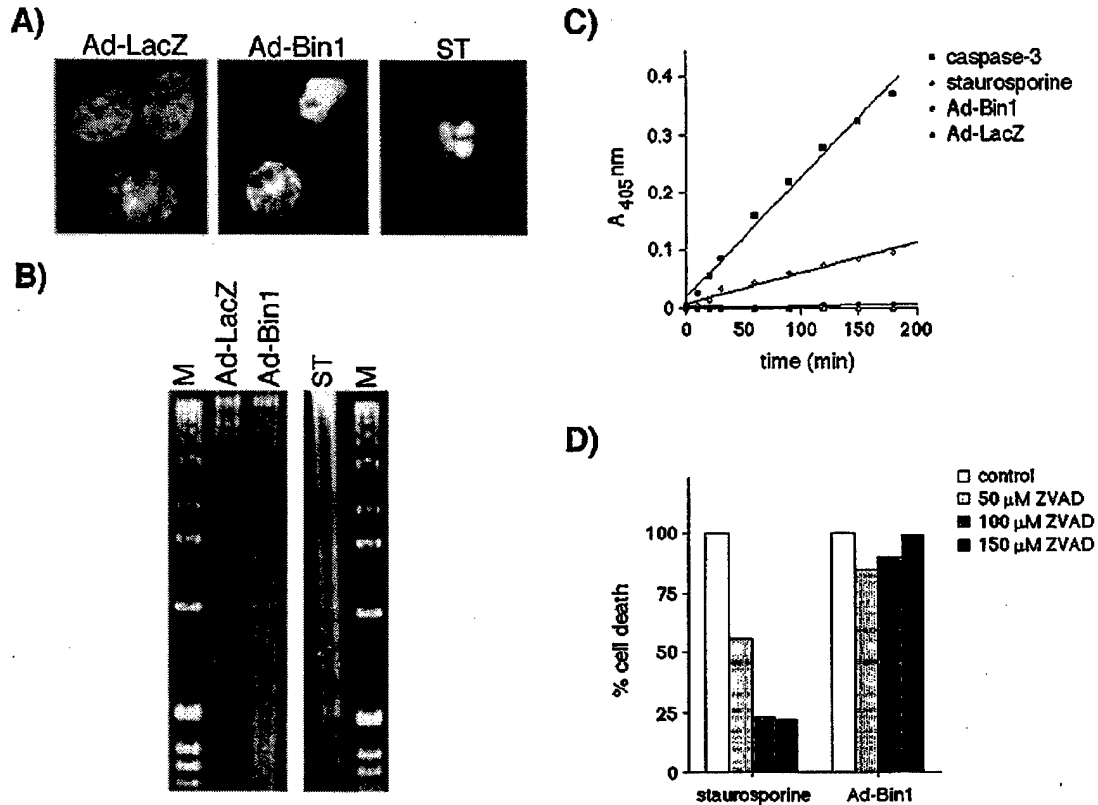 A)
Ad-LacZ Ad-Bin1 ST
B)
M Ad-LacZ Ad-Bin1 ST M
C)
caspase-3
staurosporine
Ad-Bin1
Ad-LacZ
A405nm
0.4
0.3
0.2
0.1
0
0 50 100 150 200
time (min)
D)
control
50 µM ZVAD
100 µM ZVAD
150 µM ZVAD
% cell death
100
75
50
25
0
staurosporine Ad-Bin1